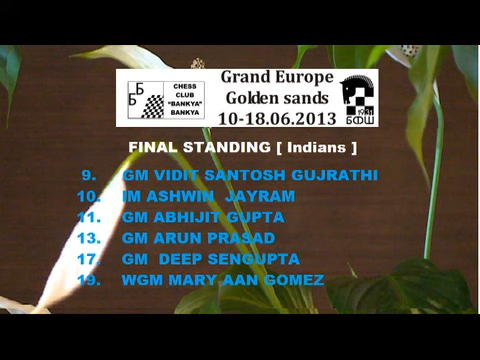 Б
Б
Б
CHESS
CLUB
"BANKYA"
BANKYA
Grand Europe
Golden sands
10-18.06.2013
1931
БФШ
FINAL STANDING [ Indians ]
9. GM VIDIT SANTOSH GUJRATHI
10. IM ASHWIN JAYRAM
11. GM ABHIJIT GUPTA
13. GM ARUN PRASAD
17. GM DEEP SENGUPTA
19. WGM MARY AAN GOMEZ